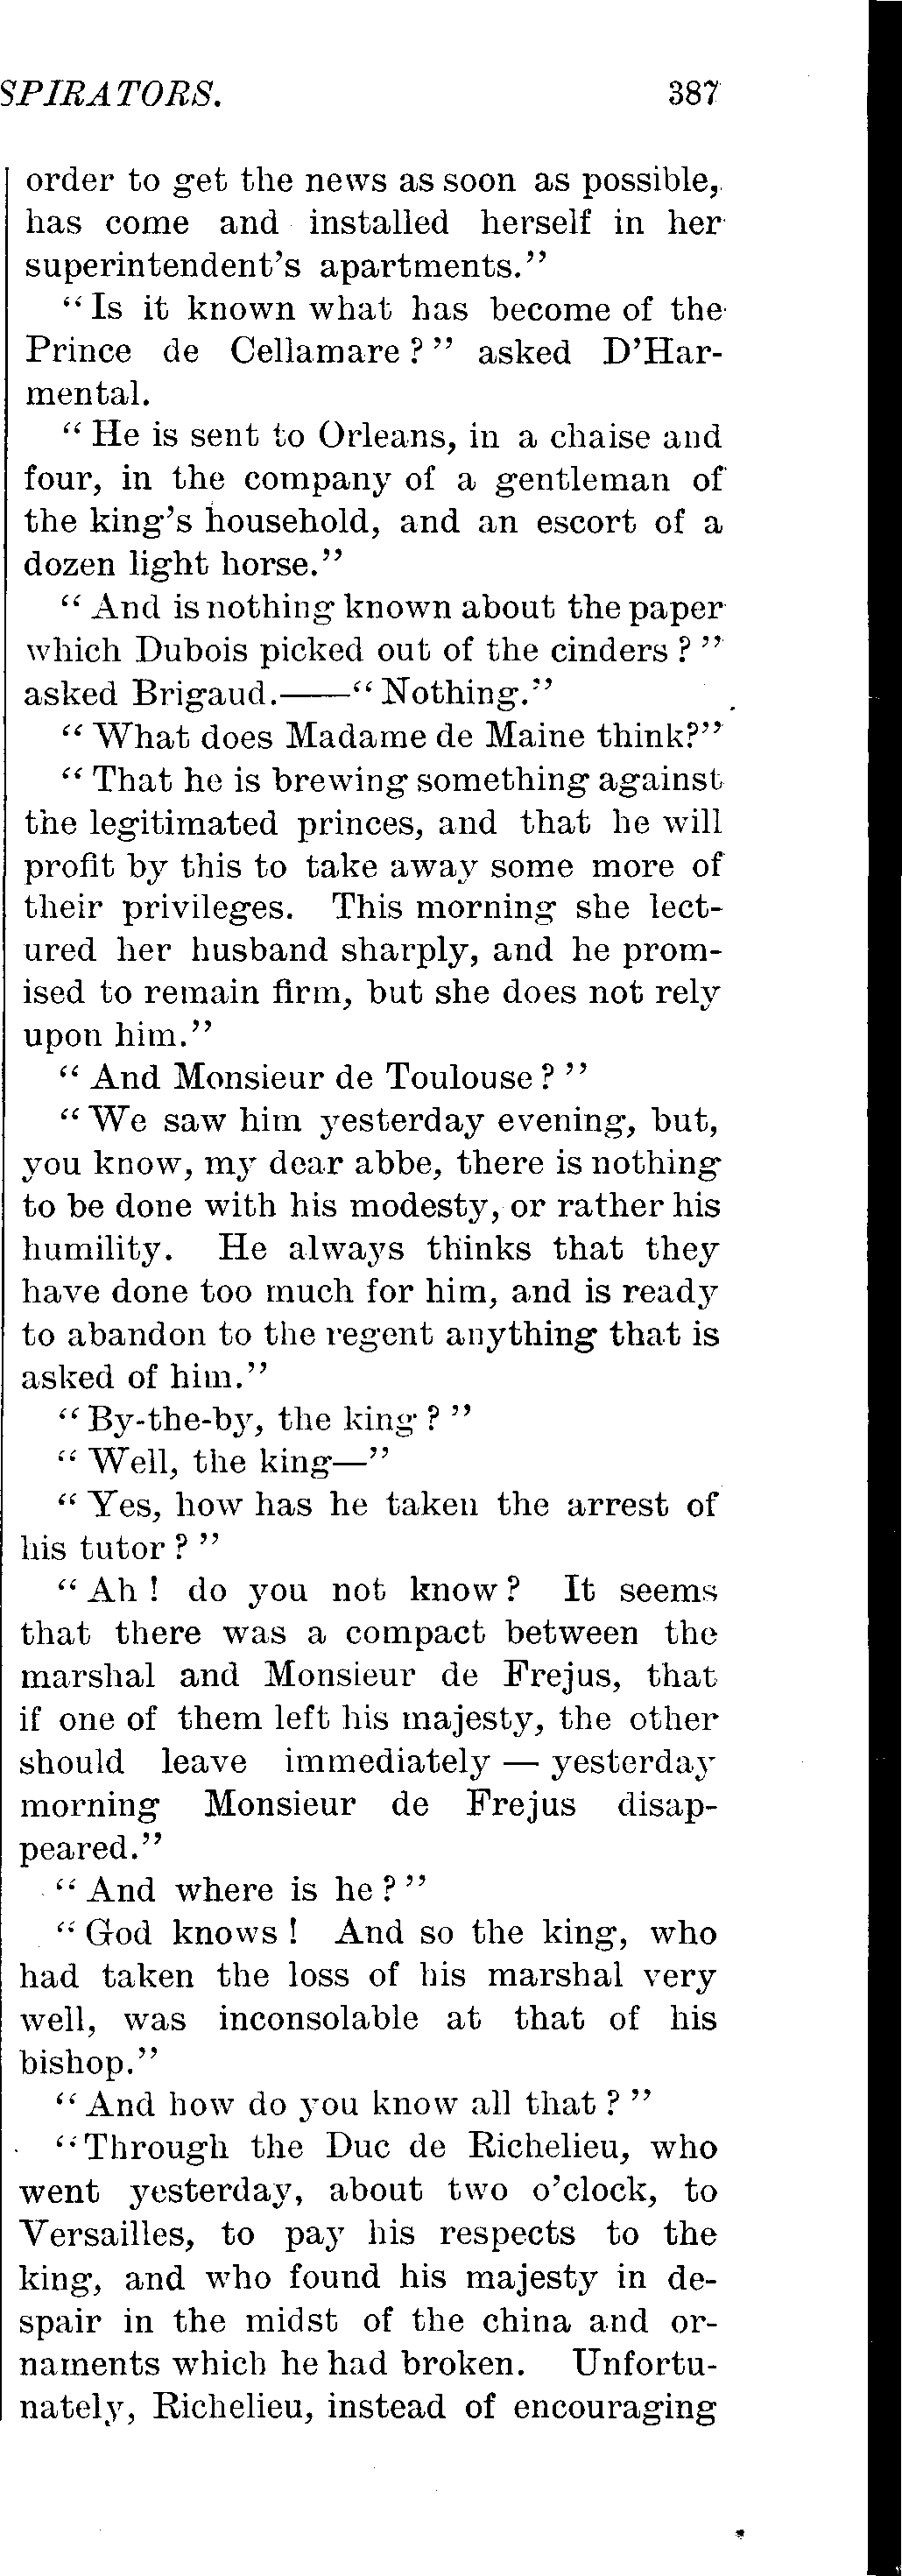 SPIRATORS. 387
order to get the news as soon as possible,
has come and installed herself in her
superintendent's apartments."
"Is it known what has become of the
Prince de Cellamare?" asked D'Har-
mental.
"He is sent to Orleans, in a chaise and
four, in the company of a gentleman of
the king's household, and an escort of a
dozen light horse."
"And is nothing known about the paper
which Dubois picked out of the cinders?"
asked Brigaud.——"Nothing."
"What does Madame de Maine think?"
"That he is brewing something against
the legitimated princes, and that he will
profit by this to take away some more of
their privileges. This morning she lect-
ured her husband sharply, and he prom-
ised to remain firm, but she does not rely
upon him."
"And Monsieur de Toulouse?"
"We saw him yesterday evening, but,
you know, my dear abbe, there is nothing
to be done with his modesty, or rather his
humility. He always thinks that they
have done too much for him, and is ready
to abandon to the regent anything that is
asked of him."
"By-the-by, the king?"
"Well, the king—"
"Yes, how has he taken the arrest of
his tutor?"
"Ah! do you not know? It seems
that there was a compact between the
marshal and Monsieur de Frejus, that
if one of them left his majesty, the other
should leave immediately — yesterday
morning Monsieur de Frejus disap-
peared."
"And where is he?"
"God knows! And so the king, who
had taken the loss of his marshal very
well, was inconsolable at that of his
bishop."
"And how do you know all that?"
"Through the Duc de Richelieu, who
went yesterday, about two o'clock, to
Versailles, to pay his respects to the
king, and who found his majesty in de-
spair in the midst of the china and or-
naments which he had broken. Unfortu-
nately, Richelieu, instead of encouraging